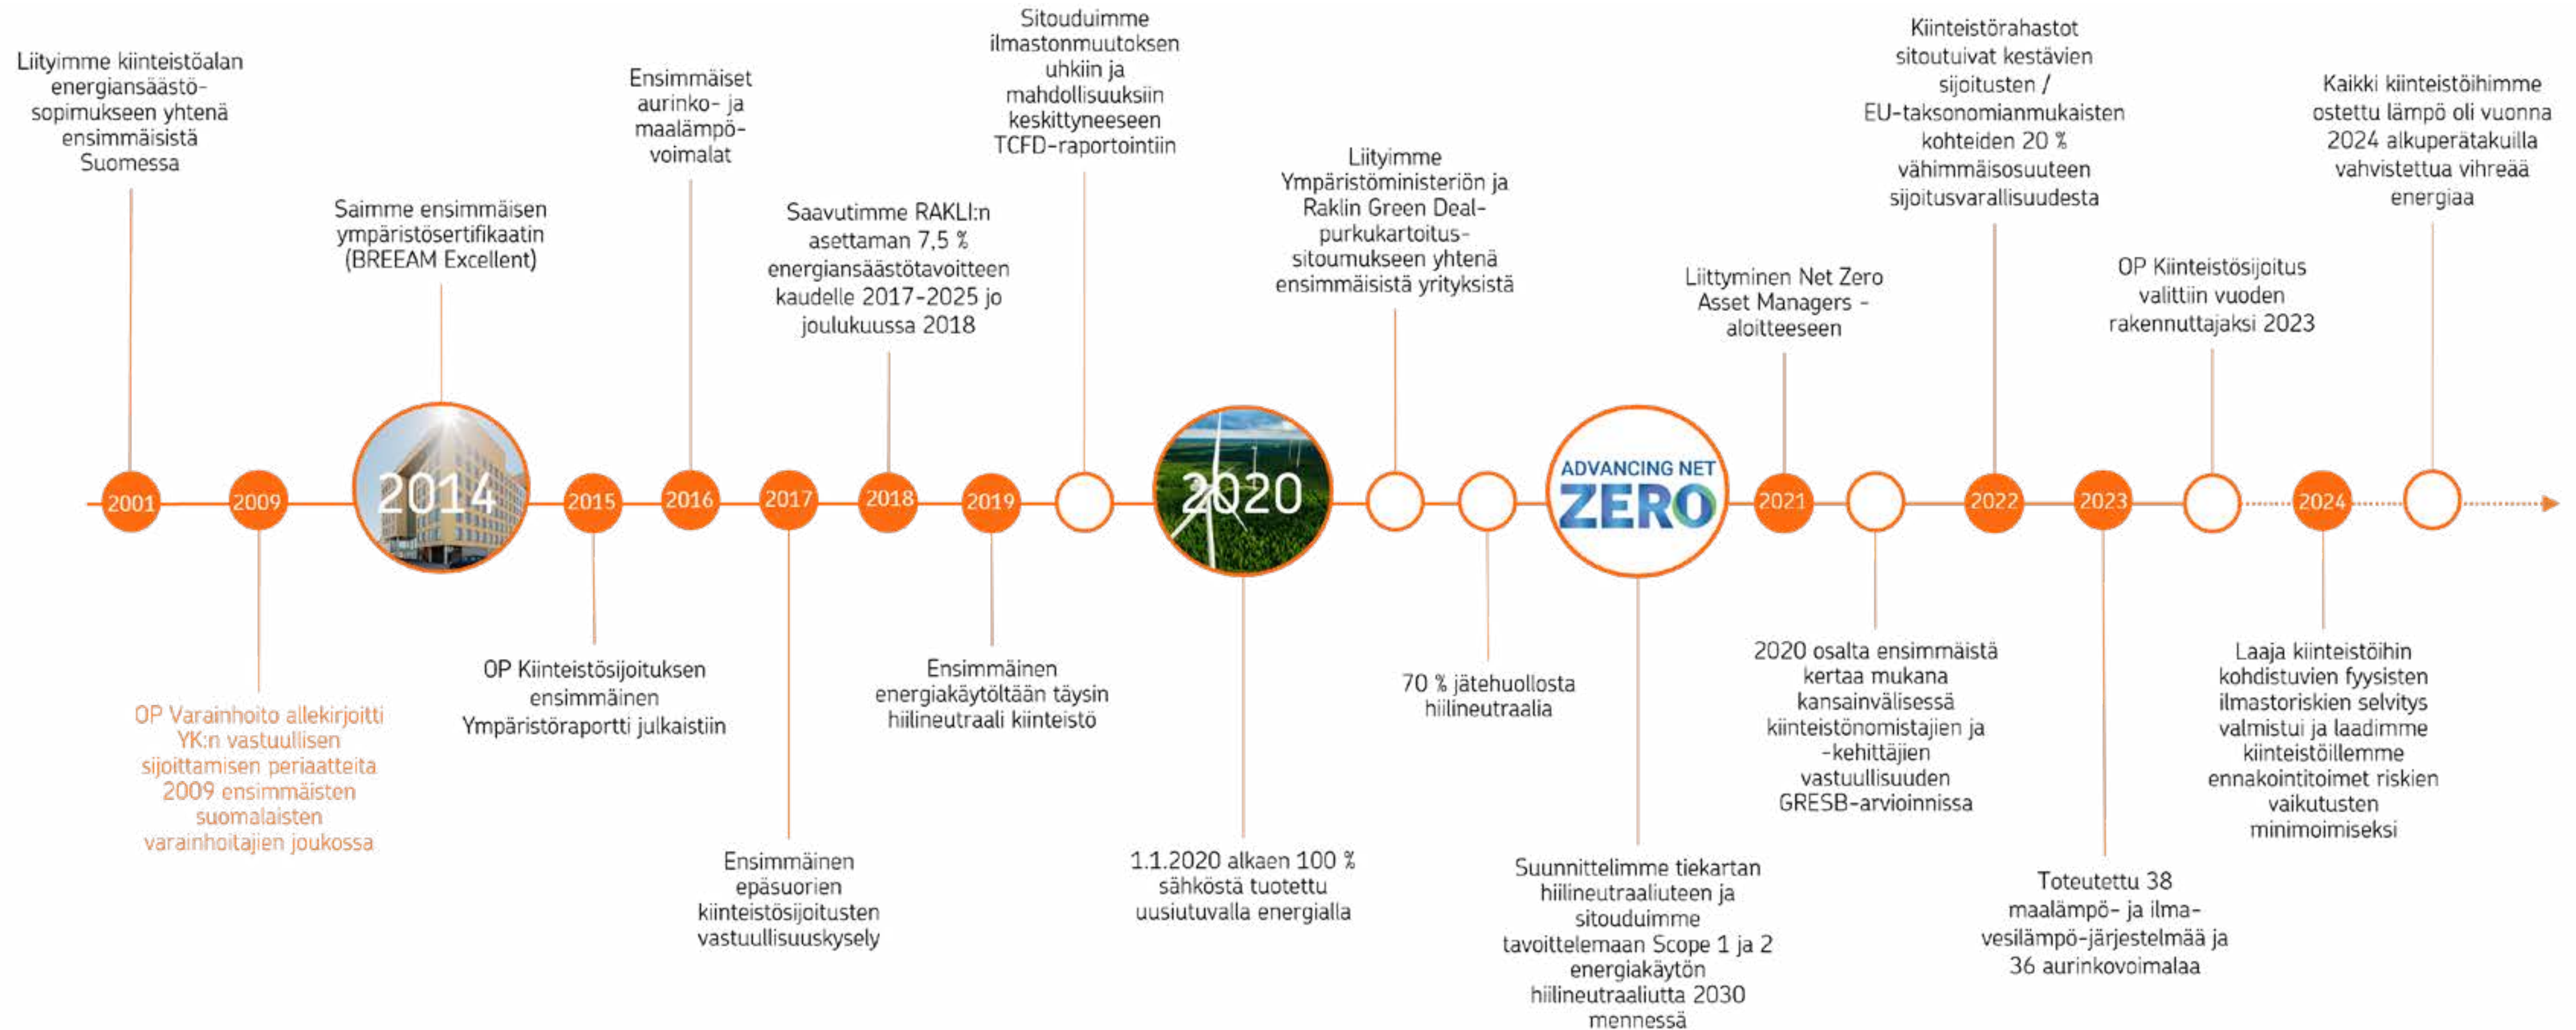 Liityimme kiinteistöalan
energiansäästö-
sopimukseen yhtenä
ensimmäisistä
Suomessa
2001
2009
OP Varainhoito allekirjoitti
YK:n vastuullisen
sijoittamisen periaatteita
2009 ensimmäisten
suomalaisten
varainhoitajien joukossa
Saimme ensimmäisen
ympäristösertifikaatin
(BREEAM Excellent)
2014
2015
OP Kiinteistösijoituksen
ensimmäinen
Ympäristöraportti julkaistiin
Ensimmäiset
aurinko- ja
maalämpö-
voimalat
2016
2017
Ensimmäinen
epäsuorien
kiinteistösijoitusten
vastuullisuuskysely
Saavutimme RAKLI:n
asettaman 7,5 %
energiansäästötavoitteen
kaudelle 2017-2025 jo
joulukuussa 2018
2018
2019
Ensimmäinen
energiakäytöltään täysin
hiilineutraali kiinteistö
Sitouduimme
ilmastonmuutoksen
uhkiin ja
mahdollisuuksiin
keskittyneeseen
TCFD-raportointiin
2020
1.1.2020 alkaen 100 %
sähköstä tuotettu
uusiutuvalla energialla
Liityimme
Ympäristöministeriön ja
Raklin Green Deal-
purkukartoitus-
sitoumukseen yhtenä
ensimmäisistä yrityksistä
70 % jätehuollosta
hiilineutraalia
ADVANCING NET
ZERO
Suunnittelimme tiekartan
hiilineutraaliuteen ja
sitouduimme
tavoittelemaan Scope 1 ja 2
energiakäytön
hiilineutraaliutta 2030
mennessä
Liittyminen Net Zero
Asset Managers -
aloitteeseen
2021
2020 osalta ensimmäistä
kertaa mukana
kansainvälisessä
kiinteistönomistajien ja
-kehittäjien
vastuullisuuden
GRESB-arvioinnissa
Kiinteistörahastot
sitoutuivat kestävien
sijoitusten /
EU-taksonomianmukaisten
kohteiden 20 %
vähimmäisosuuteen
sijoitusvarallisuudesta
2022
2023
Toteutettu 38
maalämpö- ja ilma-
vesilämpö-järjestelmää ja
36 aurinkovoimalaa
OP Kiinteistösijoitus
valittiin vuoden
rakennuttajaksi 2023
2024
Laaja kiinteistöihin
kohdistuvien fyysisten
ilmastoriskien selvitys
valmistui ja laadimme
kiinteistöillemme
ennakointitoimet riskien
vaikutusten
minimoimiseksi
Kaikki kiinteistöihimme
ostettu lämpö oli vuonna
2024 alkuperätakuilla
vahvistettua vihreää
energiaa